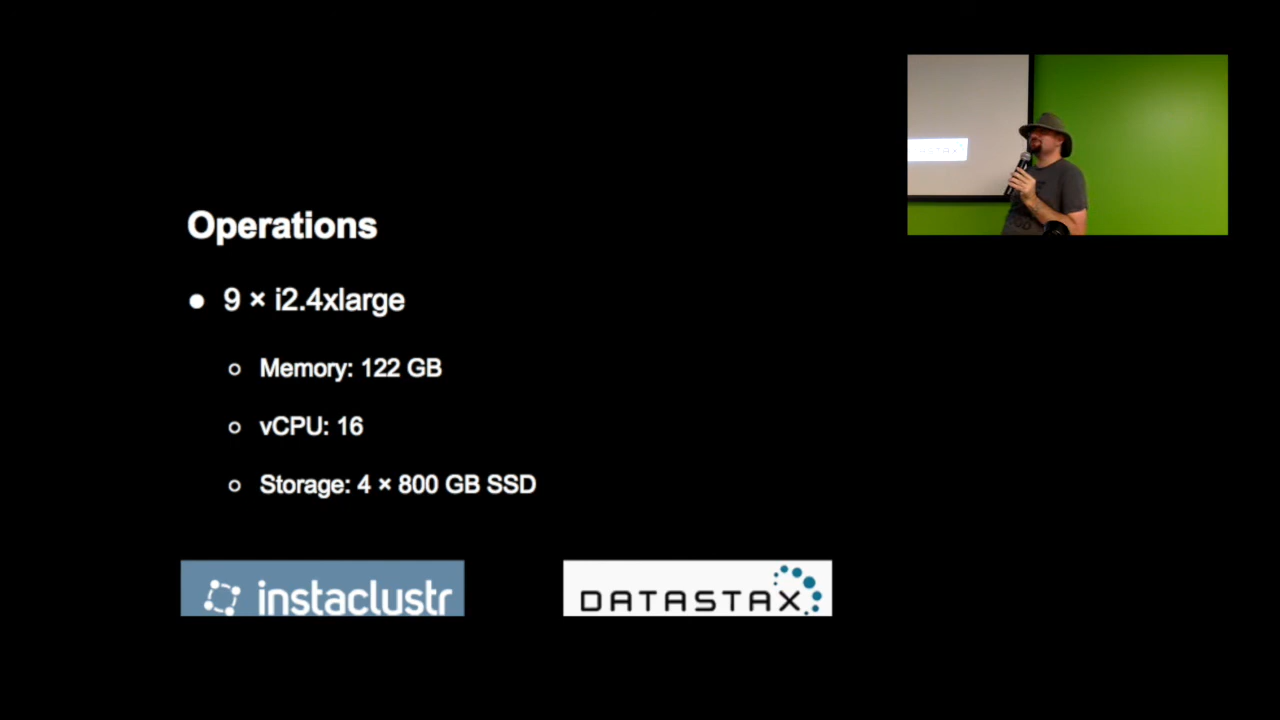 Operations
● 9 × i2.4xlarge
○ Memory: 122 GB
○ vCPU: 16
○ Storage: 4 × 800 GB SSD
instaclustr
DATASTAX